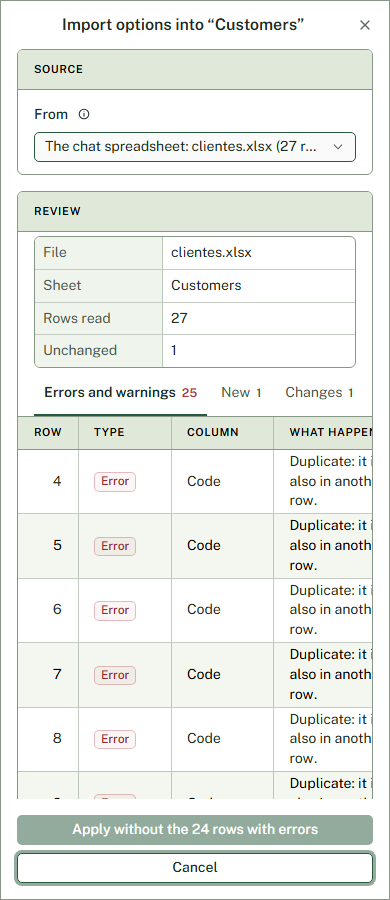 Import options into “Customers”
SOURCE
From
The chat spreadsheet: clientes.xlsx (27 r...
REVIEW
File clientes.xlsx
Sheet Customers
Rows read 27
Unchanged 1
Errors and warnings 25 New 1 Changes 1
ROW TYPE COLUMN WHAT HAPPEN
4 Error Code Duplicate: it i
also in anoth
row.
5 Error Code Duplicate: it i
also in anoth
row.
6 Error Code Duplicate: it i
also in anoth
row.
7 Error Code Duplicate: it i
also in anoth
row.
8 Error Code Duplicate: it i
also in anoth
row.
Duplicate: it i
Apply without the 24 rows with errors
Cancel